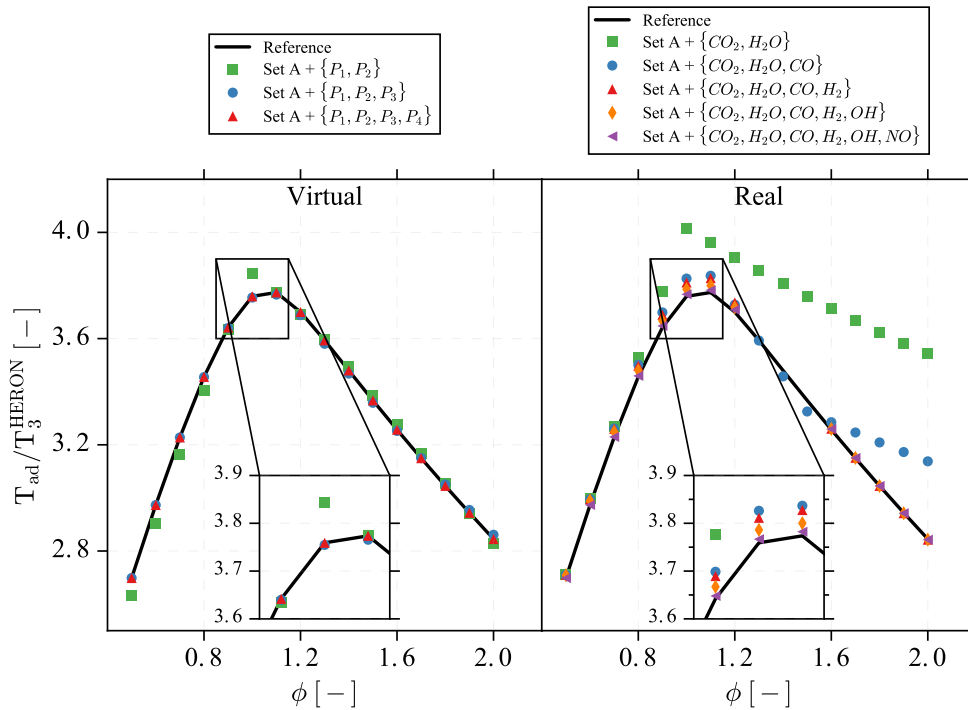 Reference
Set A + {P₁, P₂}
Set A + {P₁, P₂, P₃}
Set A + {P₁, P₂, P₃, P₄}
Reference
Set A + {CO₂, H₂O}
Set A + {CO₂, H₂O, CO}
Set A + {CO₂, H₂O, CO, H₂}
Set A + {CO₂, H₂O, CO, H₂, OH}
Set A + {CO₂, H₂O, CO, H₂, OH, NO}
Virtual
Real
T_ad/T_3^HERON [−]
4.0
3.6
3.2
2.8
3.9
3.8
3.7
3.6
3.9
3.8
3.7
3.6
0.8 1.2 1.6 2.0
0.8 1.2 1.6 2.0
ϕ [−]
ϕ [−]